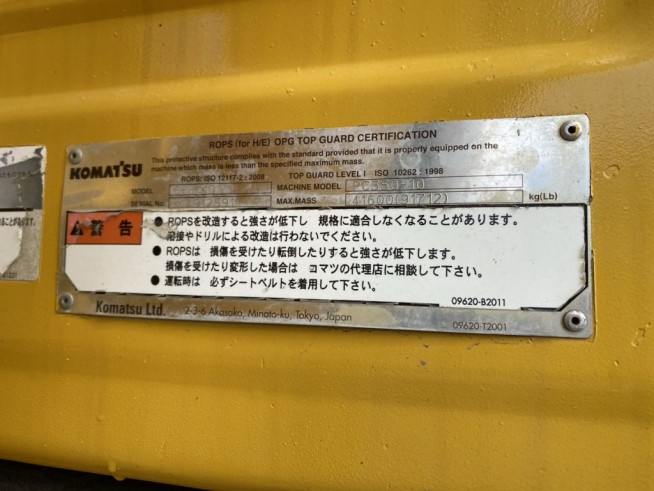 ROPS (for H/E) OPG TOP GUARD CERTIFICATION
This protective structure complies with the standard provided that it is properly equipped on the
machine which mass is less than the specified maximum mass.
KOMATSU
ROPS: ISO 12117-2 : 2008 TOP GUARD LEVEL I ISO 10262 : 1998
MODEL MACHINE MODEL
SERIAL No. MAX.MASS 41600(91712) kg(Lb)
警告
● ROPSを改造すると強さが低下し 規格に適合しなくなることがあります。
溶接やドリルによる改造は行わないでください。
● ROPSは 損傷を受けたり転倒したりすると強さが低下します。
損傷を受けたり変形した場合は コマツの代理店に相談して下さい。
● 運転時は 必ずシートベルトを着用して下さい。
09620-B2011
Komatsu Ltd. 2-3-6 Akasaka, Minato-ku, Tokyo, Japan
09620-T2001